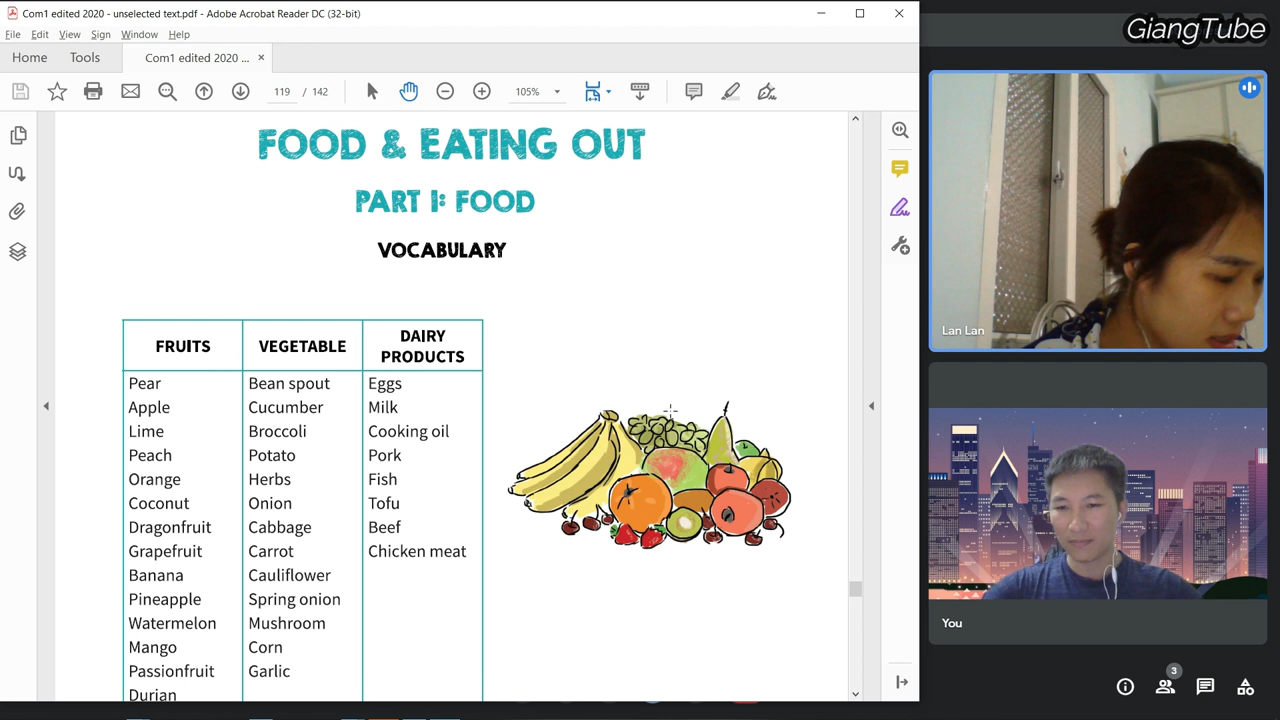 Com1 edited 2020 - unselected text.pdf - Adobe Acrobat Reader DC (32-bit)
File Edit View Sign Window Help
Home Tools Com1 edited 2020 ... ×
119 / 142 105%
FOOD & EATING OUT
PART 1: FOOD
VOCABULARY
FRUITS
Pear
Apple
Lime
Peach
Orange
Coconut
Dragonfruit
Grapefruit
Banana
Pineapple
Watermelon
Mango
Passionfruit
Durian
VEGETABLE
Bean spout
Cucumber
Broccoli
Potato
Herbs
Onion
Cabbage
Carrot
Cauliflower
Spring onion
Mushroom
Corn
Garlic
DAIRY
PRODUCTS
Eggs
Milk
Cooking oil
Pork
Fish
Tofu
Beef
Chicken meat
GiangTube
Lan Lan
You
3